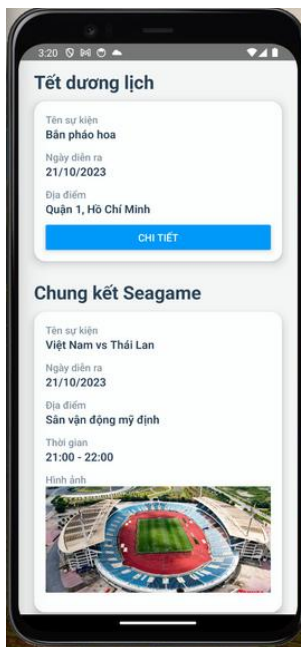 3:20
Tết dương lịch
Tên sự kiện
Bắn pháo hoa
Ngày diễn ra
21/10/2023
Địa điểm
Quận 1, Hồ Chí Minh
CHI TIẾT
Chung kết Seagame
Tên sự kiện
Việt Nam vs Thái Lan
Ngày diễn ra
21/10/2023
Địa điểm
Sân vận động mỹ định
Thời gian
21:00 - 22:00
Hình ảnh